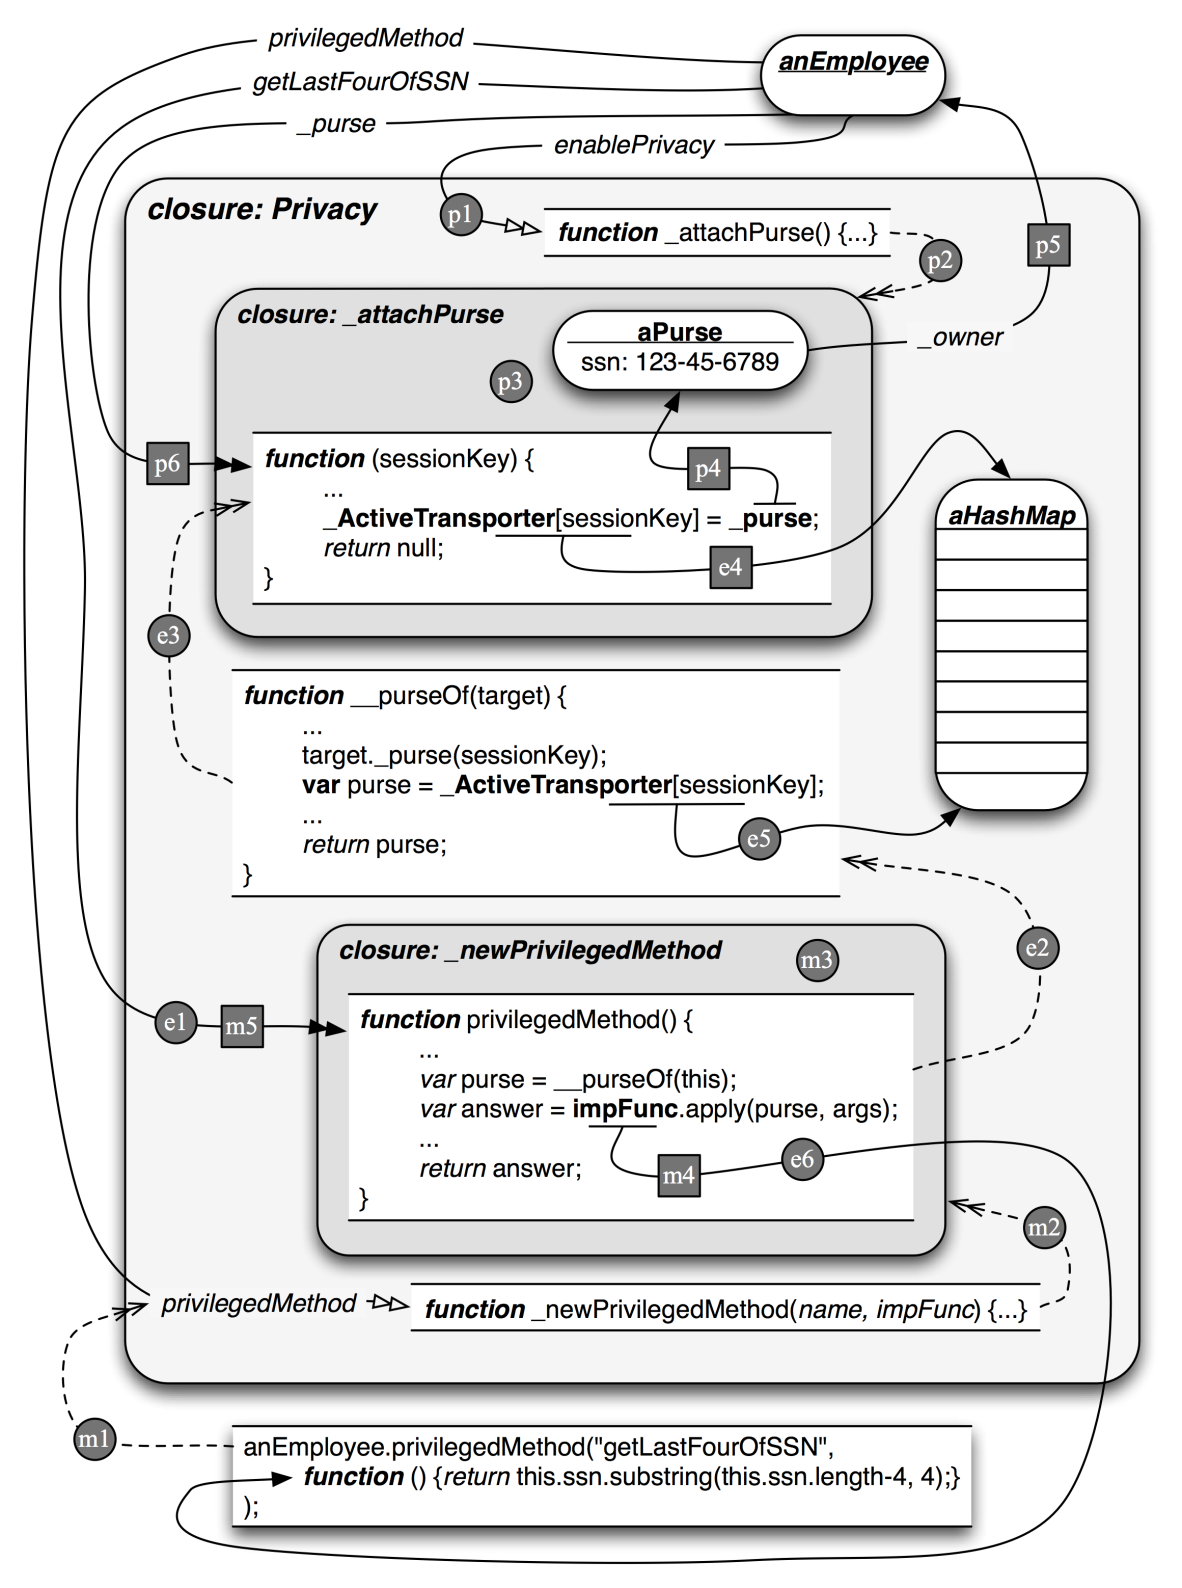 privilegedMethod
anEmployee
getLastFourOfSSN
_purse
enablePrivacy
closure: Privacy
p1
function _attachPurse() {...}
p2
p5
closure: _attachPurse
aPurse
ssn: 123-45-6789
_owner
p3
p6
function (sessionKey) {
p4
...
_ActiveTransporter[sessionKey] = _purse;
return null;
e4
}
aHashMap
e3
function __purseOf(target) {
...
target._purse(sessionKey);
var purse = _ActiveTransporter[sessionKey];
...
e5
return purse;
}
closure: _newPrivilegedMethod
m3
e2
e1
m5
function privilegedMethod() {
...
var purse = __purseOf(this);
var answer = impFunc.apply(purse, args);
...
return answer;
m4
e6
}
m2
privilegedMethod
function _newPrivilegedMethod(name, impFunc) {...}
m1
anEmployee.privilegedMethod("getLastFourOfSSN",
function () {return this.ssn.substring(this.ssn.length-4, 4);}
);